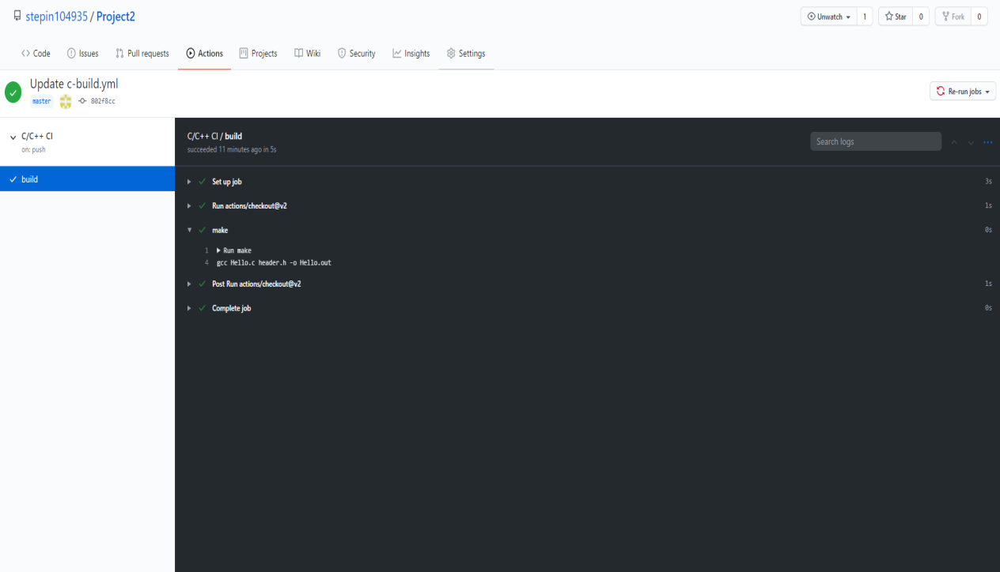 stepin104935 / Project2
Unwatch 1 Star 0 Fork 0
Code Issues Pull requests Actions Projects Wiki Security Insights Settings
Update c-build.yml
master 802f8cc
Re-run jobs
C/C++ CI
on: push
build
C/C++ CI / build
succeeded 11 minutes ago in 5s
Search logs
Set up job 3s
Run actions/checkout@v2 1s
make 0s
1 Run make
4 gcc Hello.c header.h -o Hello.out
Post Run actions/checkout@v2 1s
Complete job 0s